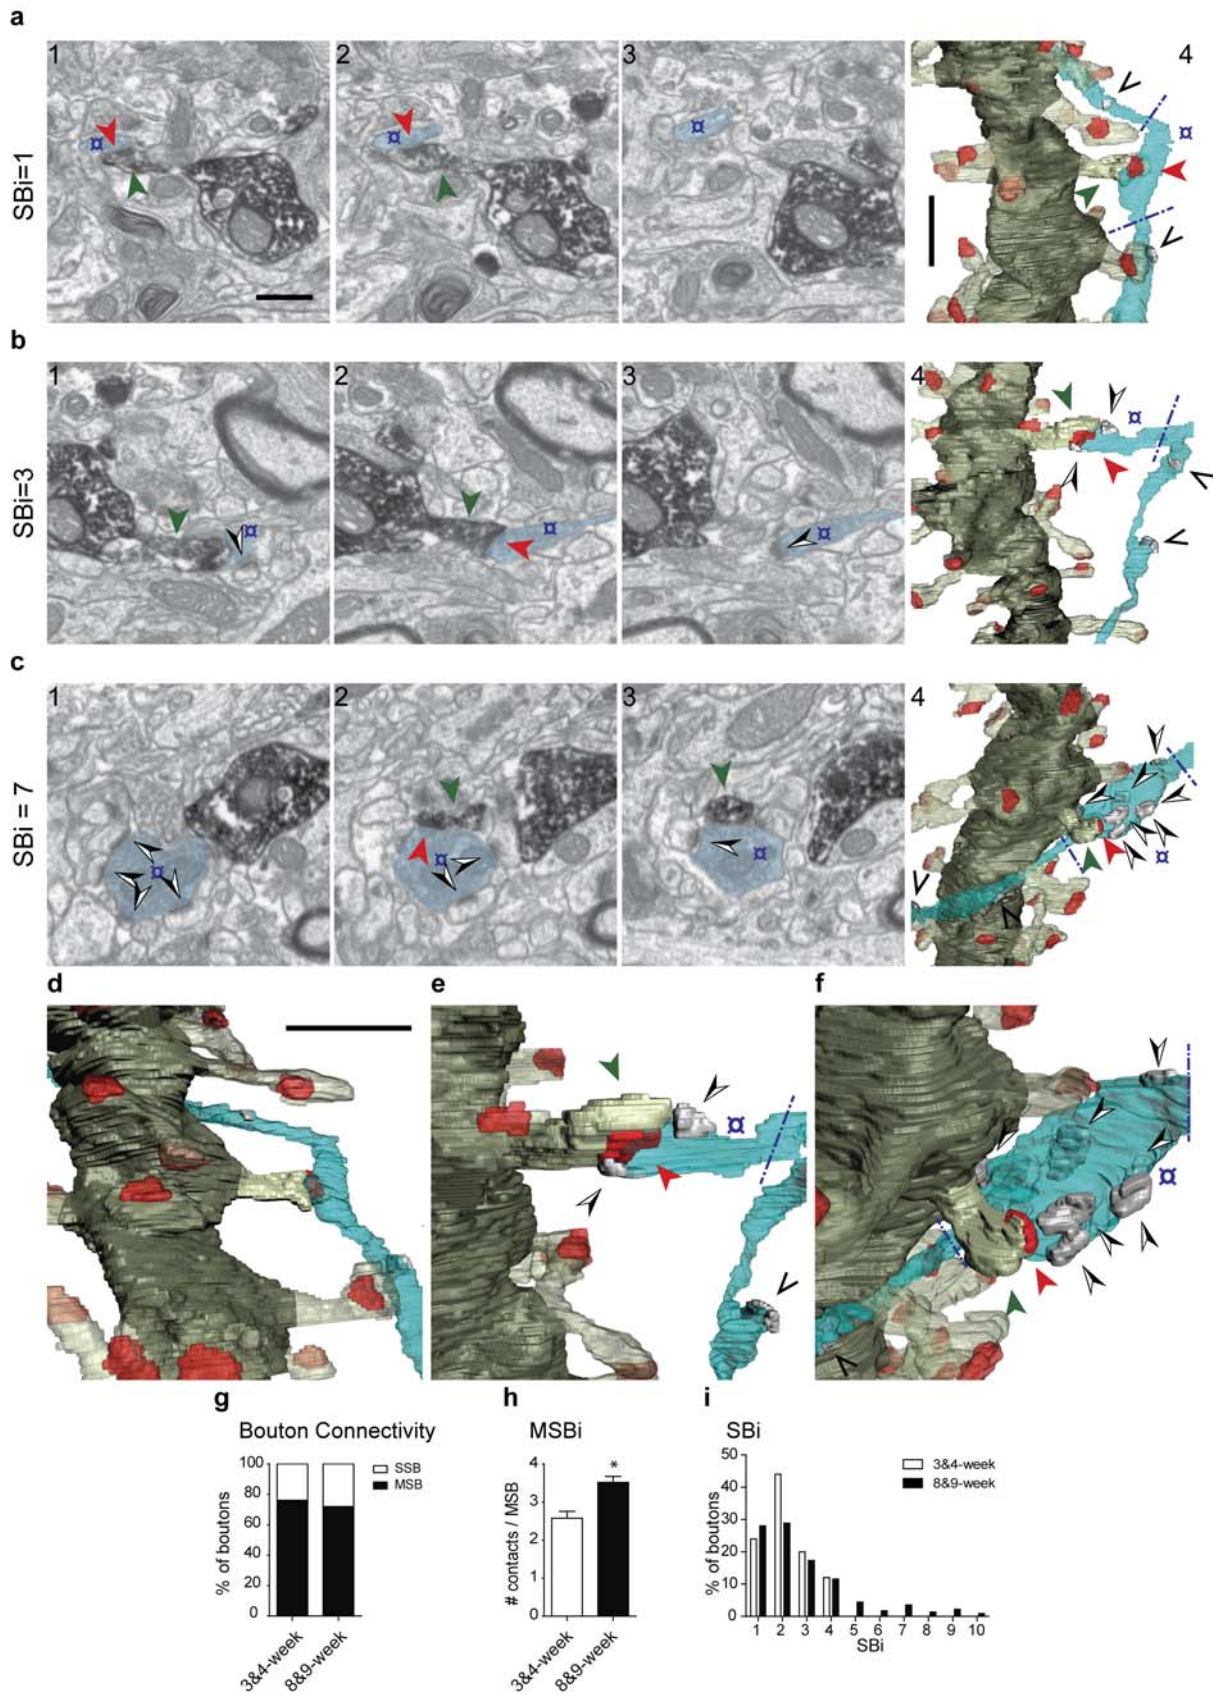 a
1
2
3
4
SBi=1
¤
¤
¤
¤
b
1
2
3
4
SBi=3
¤
¤
¤
¤
c
1
2
3
4
SBi = 7
¤
¤
¤
¤
d
e
f
¤
¤
g
h
i
Bouton Connectivity
MSBi
SBi
% of boutons
100
80
60
40
20
0
SSB
MSB
3&4-week
8&9-week
# contacts / MSB
4
3
2
1
0
*
3&4-week
8&9-week
% of boutons
50
40
30
20
10
0
3&4-week
8&9-week
1 2 3 4 5 6 7 8 9 10
SBi